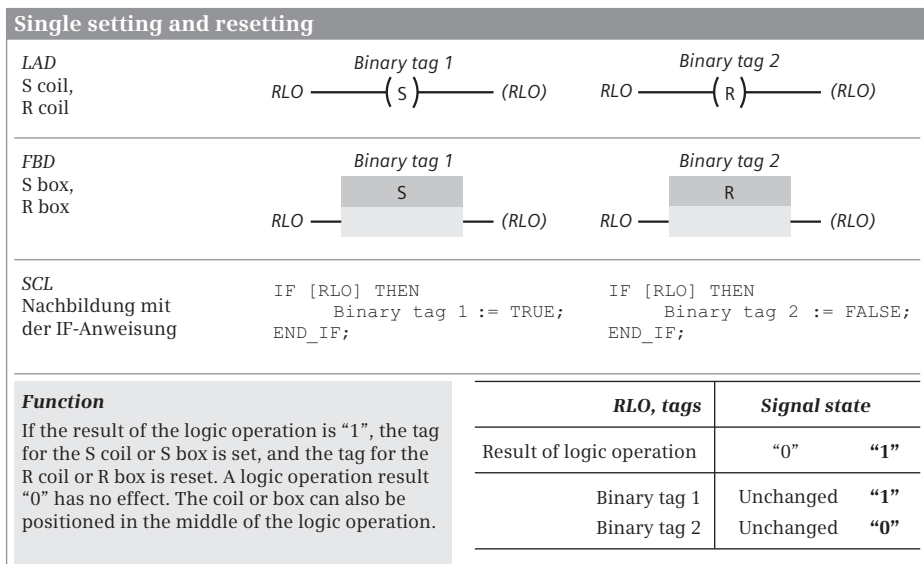 Single setting and resetting
LAD
S coil,
R coil
Binary tag 1
RLO S (RLO)
Binary tag 2
RLO R (RLO)
FBD
S box,
R box
Binary tag 1
S
RLO (RLO)
Binary tag 2
R
RLO (RLO)
SCL
Nachbildung mit
der IF-Anweisung
IF [RLO] THEN
Binary tag 1 := TRUE;
END_IF;
IF [RLO] THEN
Binary tag 2 := FALSE;
END_IF;
Function
If the result of the logic operation is “1”, the tag
for the S coil or S box is set, and the tag for the
R coil or R box is reset. A logic operation result
“0” has no effect. The coil or box can also be
positioned in the middle of the logic operation.
RLO, tags Signal state
Result of logic operation “0” “1”
Binary tag 1 Unchanged “1”
Binary tag 2 Unchanged “0”